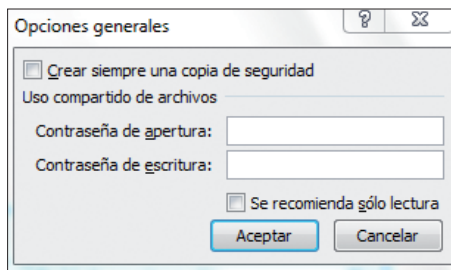 Opciones generales
Crear siempre una copia de seguridad
Uso compartido de archivos
Contraseña de apertura:
Contraseña de escritura:
Se recomienda sólo lectura
Aceptar Cancelar